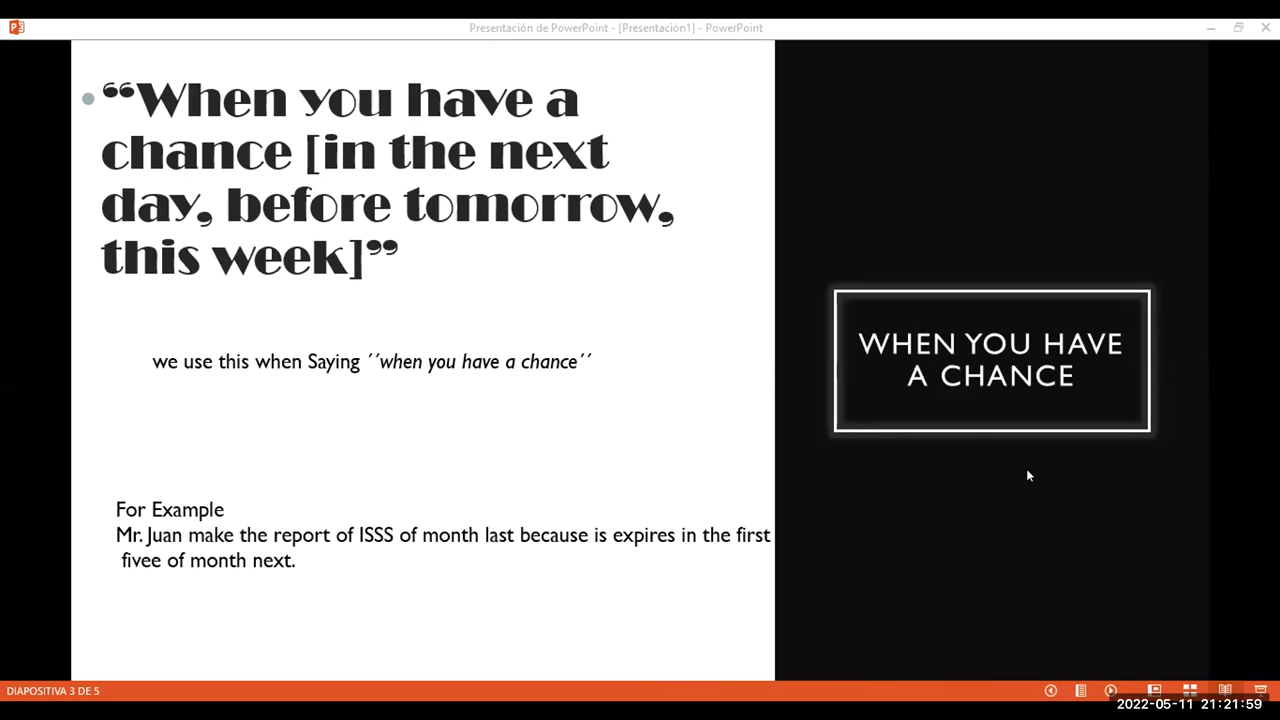 Presentación de PowerPoint - [Presentación1] - PowerPoint
“When you have a
chance [in the next
day, before tomorrow,
this week]”
we use this when Saying ´´when you have a chance´´
For Example
Mr. Juan make the report of ISSS of month last because is expires in the first
fivee of month next.
WHEN YOU HAVE
A CHANCE
DIAPOSITIVA 3 DE 5
2022-05-11 21:21:59